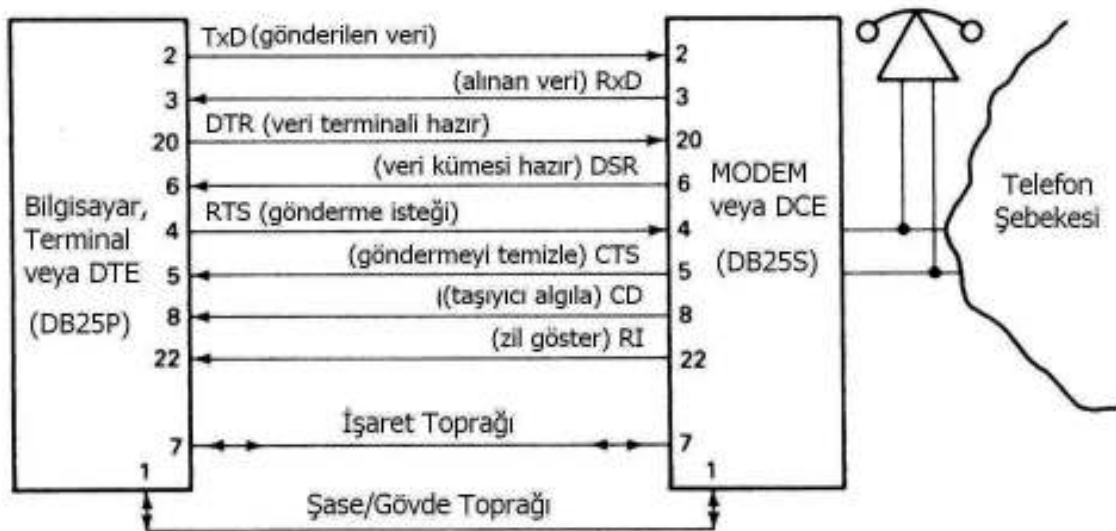 TxD (gönderilen veri)
2 2
(alınan veri) RxD
3 3
DTR (veri terminali hazır)
20 20
(veri kümesi hazır) DSR
6 6
Bilgisayar,
Terminal
veya DTE
(DB25P)
RTS (gönderme isteği)
4 4
(göndermeyi temizle) CTS
5 5
((taşıyıcı algıla) CD
8 8
(zil göster) RI
22 22
MODEM
veya DCE
(DB25S)
Telefon
Şebekesi
İşaret Toprağı
7 7
1 1
Şase/Gövde Toprağı